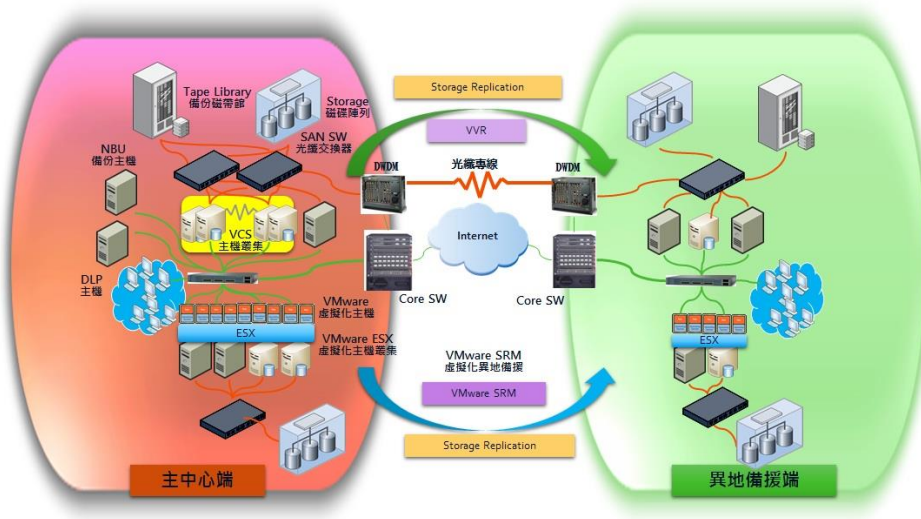 Tape Library
備份磁帶館
Storage
磁碟陣列
SAN SW
光纖交換器
NBU
備份主機
VCS
主機叢集
DLP
主機
VMware
虛擬化主機
ESX
VMware ESX
虛擬化主機叢集
主中心端
Storage Replication
VVR
DWDM
光纖專線
DWDM
Internet
Core SW
Core SW
VMware SRM
虛擬化異地備援
VMware SRM
Storage Replication
ESX
異地備援端